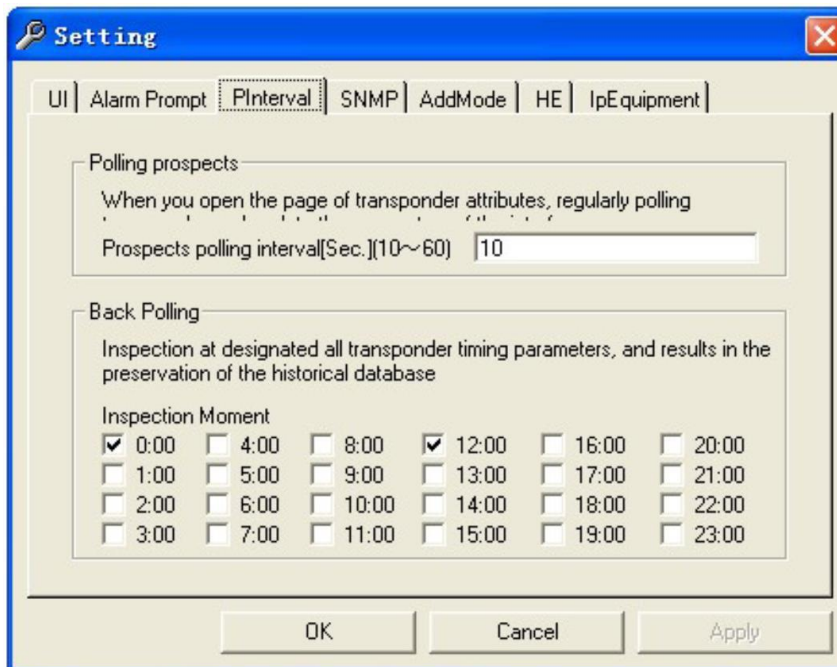 Setting
UI Alarm Prompt PInterval SNMP AddMode HE IpEquipment
Polling prospects
When you open the page of transponder attributes, regularly polling
Prospects polling interval[Sec.](10～60) 10
Back Polling
Inspection at designated all transponder timing parameters, and results in the
preservation of the historical database
Inspection Moment
0:00 4:00 8:00 12:00 16:00 20:00
1:00 5:00 9:00 13:00 17:00 21:00
2:00 6:00 10:00 14:00 18:00 22:00
3:00 7:00 11:00 15:00 19:00 23:00
OK Cancel Apply